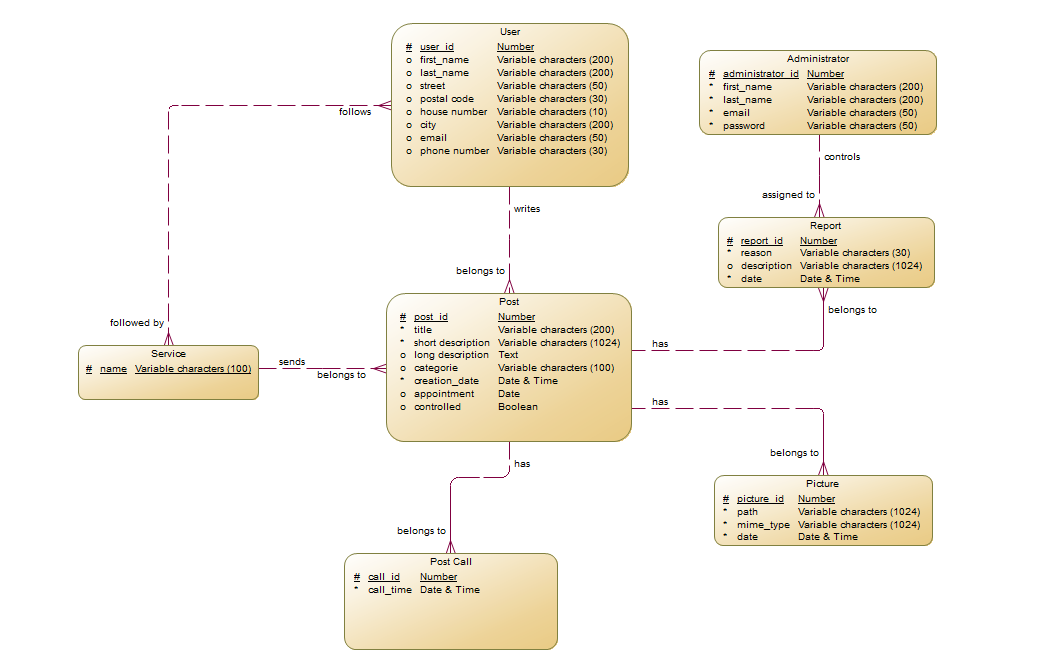 User
# user_id Number
o first_name Variable characters (200)
o last_name Variable characters (200)
o street Variable characters (50)
o postal code Variable characters (30)
o house number Variable characters (10)
o city Variable characters (200)
o email Variable characters (50)
o phone number Variable characters (30)
Administrator
# administrator_id Number
* first_name Variable characters (200)
* last_name Variable characters (200)
* email Variable characters (50)
* password Variable characters (50)
follows
controls
writes
assigned to
Report
# report_id Number
* reason Variable characters (30)
o description Variable characters (1024)
* date Date & Time
belongs to
belongs to
followed by
Post
# post_id Number
* title Variable characters (200)
* short description Variable characters (1024)
o long description Text
o categorie Variable characters (100)
* creation_date Date & Time
o appointment Date
o controlled Boolean
has
Service
# name Variable characters (100)
sends
belongs to
has
belongs to
has
Picture
# picture_id Number
* path Variable characters (1024)
* mime_type Variable characters (1024)
* date Date & Time
belongs to
Post Call
# call_id Number
* call_time Date & Time